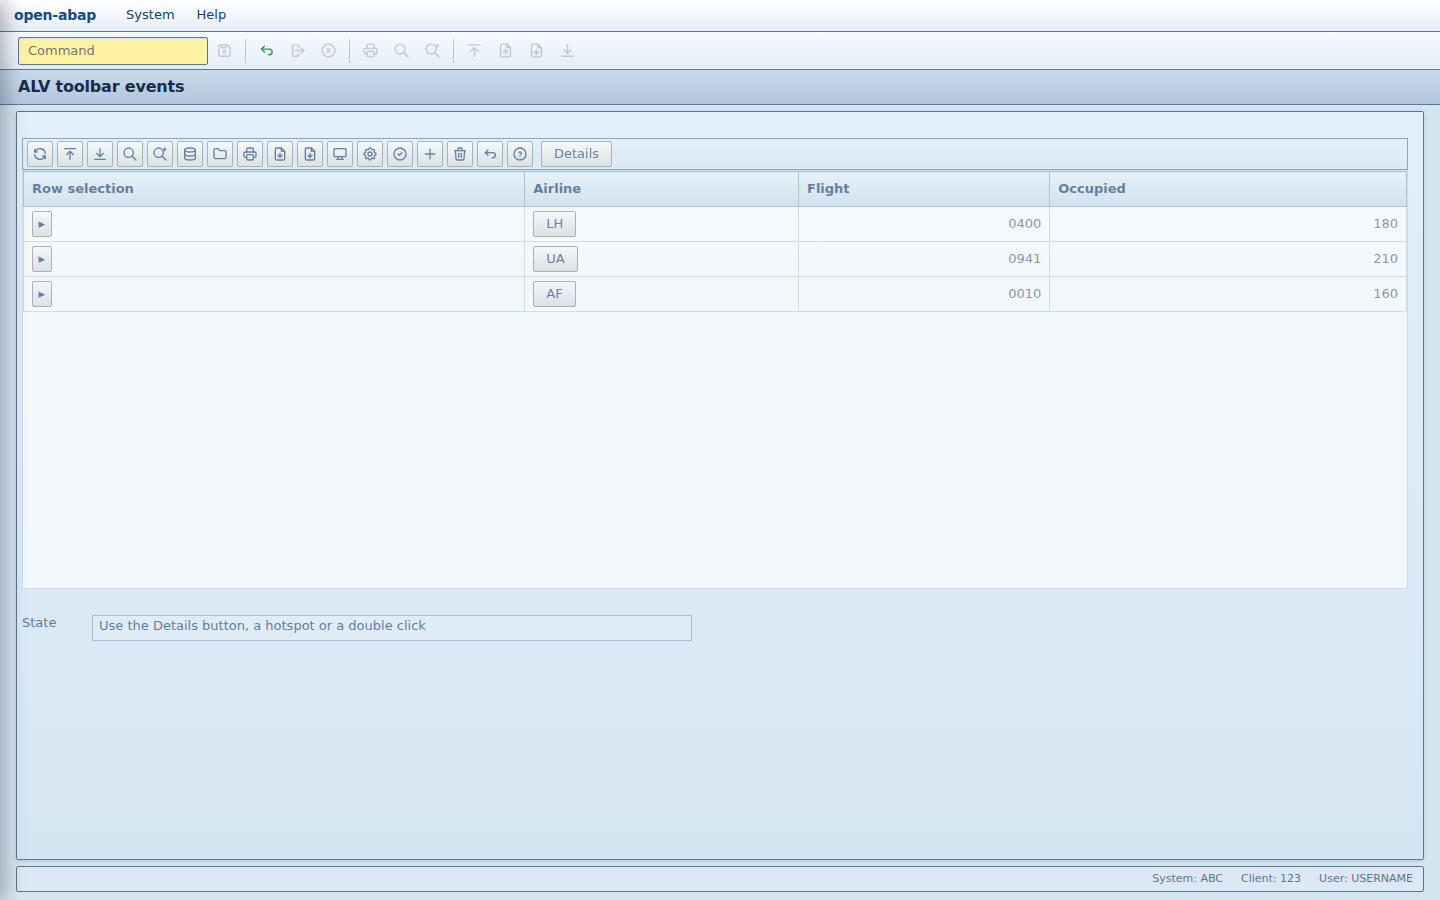 open-abap System Help
Command
ALV toolbar events
Details
Row selection Airline Flight Occupied
LH 0400 180
UA 0941 210
AF 0010 160
State Use the Details button, a hotspot or a double click
System: ABC Client: 123 User: USERNAME